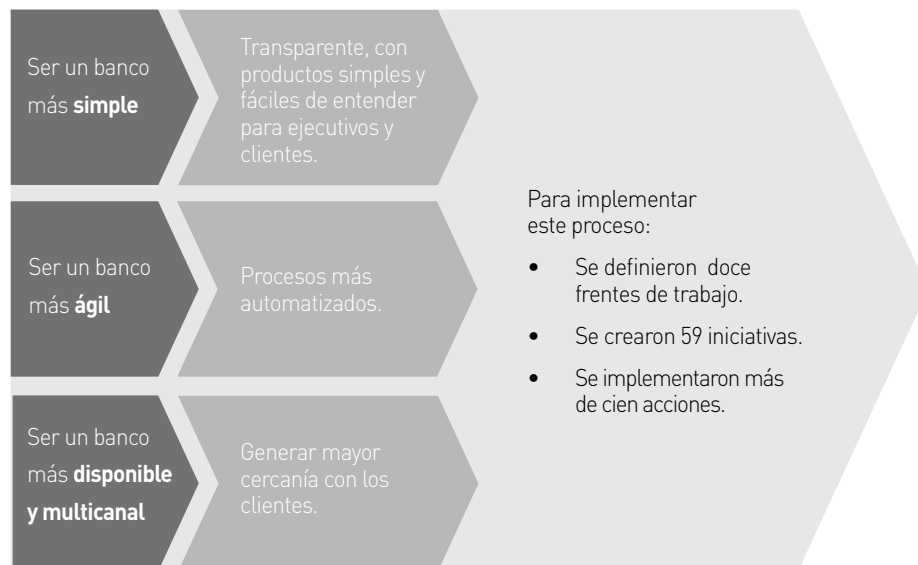 Ser un banco
más simple
Transparente, con
productos simples y
fáciles de entender
para ejecutivos y
clientes.
Ser un banco
más ágil
Procesos más
automatizados.
Ser un banco
más disponible
y multicanal
Generar mayor
cercanía con los
clientes.
Para implementar
este proceso:
• Se definieron doce
frentes de trabajo.
• Se crearon 59 iniciativas.
• Se implementaron más
de cien acciones.